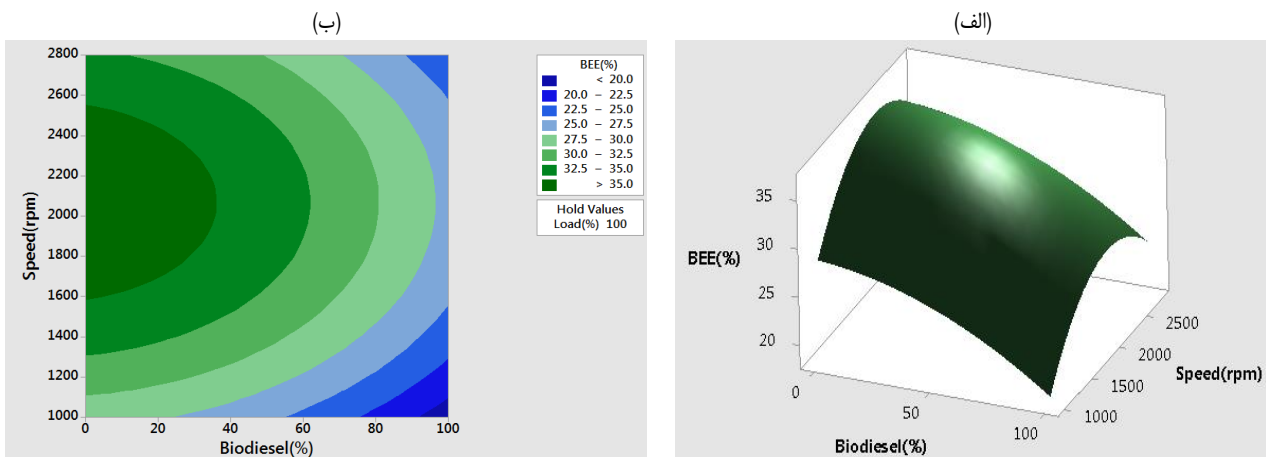 (ب)
(الف)
2800
2600
2400
2200
2000
1800
1600
1400
1200
1000
Speed(rpm)
0 20 40 60 80 100
Biodiesel(%)
BEE(%)
< 20.0
20.0 – 22.5
22.5 – 25.0
25.0 – 27.5
27.5 – 30.0
30.0 – 32.5
32.5 – 35.0
> 35.0
Hold Values
Load(%) 100
35
30
25
20
BEE(%)
0
50
100
Biodiesel(%)
2500
2000
1500
1000
Speed(rpm)